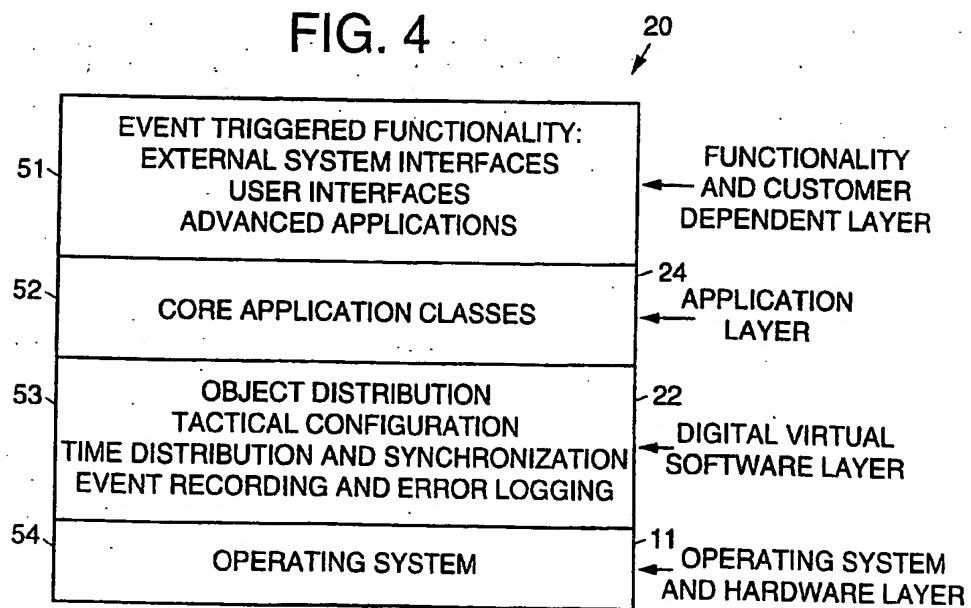 FIG. 4
20
51
EVENT TRIGGERED FUNCTIONALITY:
EXTERNAL SYSTEM INTERFACES
USER INTERFACES
ADVANCED APPLICATIONS
FUNCTIONALITY
AND CUSTOMER
DEPENDENT LAYER
52
CORE APPLICATION CLASSES
24
APPLICATION
LAYER
53
OBJECT DISTRIBUTION
TACTICAL CONFIGURATION
TIME DISTRIBUTION AND SYNCHRONIZATION
EVENT RECORDING AND ERROR LOGGING
22
DIGITAL VIRTUAL
SOFTWARE LAYER
54
OPERATING SYSTEM
11
OPERATING SYSTEM
AND HARDWARE LAYER